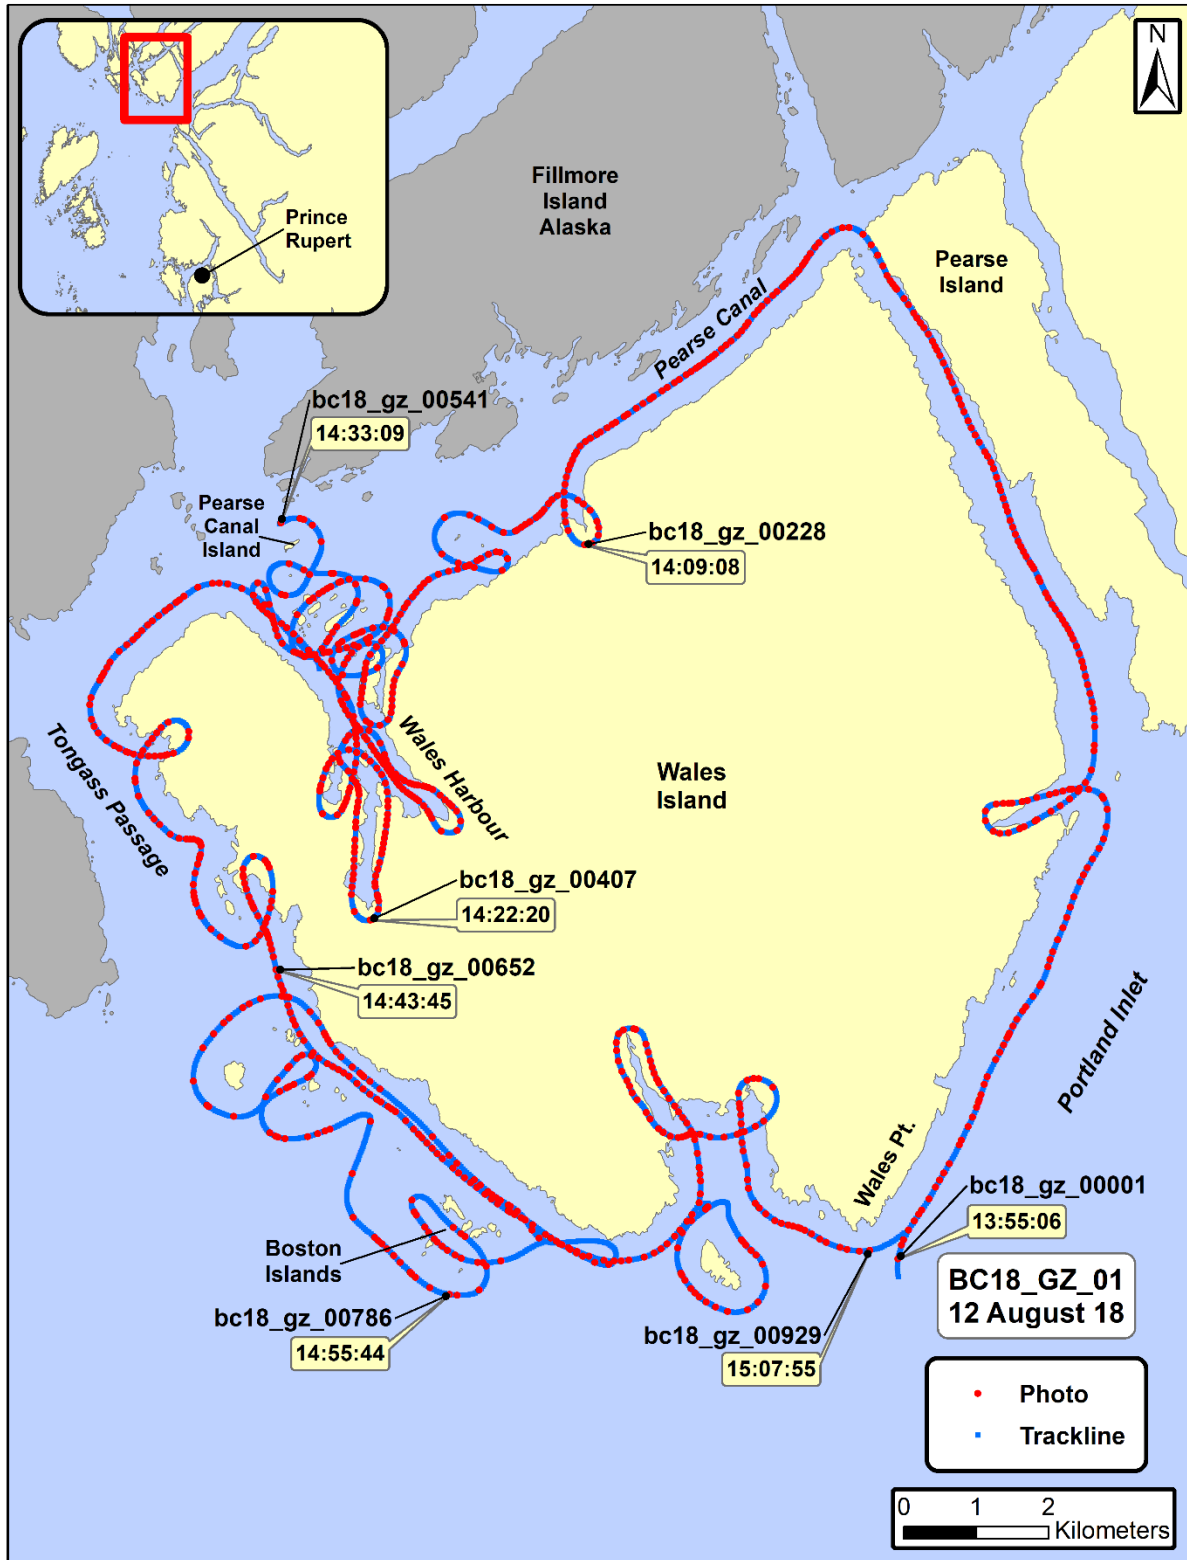 N
Prince
Rupert
Fillmore
Island
Alaska
Pearse
Island
Pearse Canal
bc18_gz_00541
14:33:09
Pearse
Canal
Island
bc18_gz_00228
14:09:08
Tongass Passage
Wales Harbour
Wales
Island
bc18_gz_00407
14:22:20
bc18_gz_00652
14:43:45
Portland Inlet
Wales Pt.
bc18_gz_00001
13:55:06
Boston
Islands
bc18_gz_00786
14:55:44
bc18_gz_00929
15:07:55
BC18_GZ_01
12 August 18
Photo
Trackline
0 1 2
Kilometers